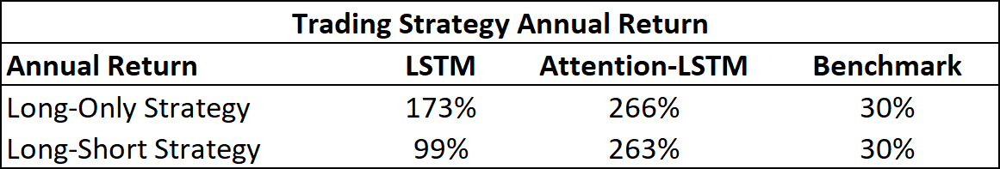 Trading Strategy Annual Return
Annual Return LSTM Attention-LSTM Benchmark
Long-Only Strategy 173% 266% 30%
Long-Short Strategy 99% 263% 30%